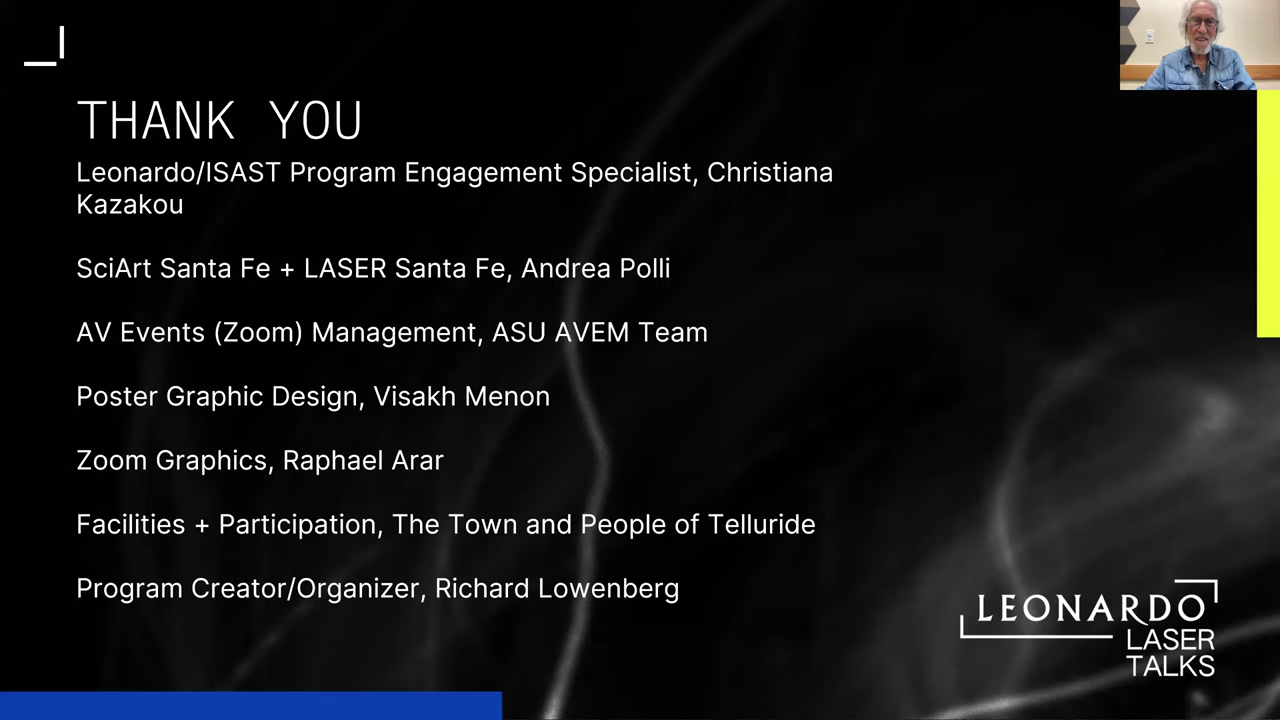 THANK YOU
Leonardo/ISAST Program Engagement Specialist, Christiana
Kazakou
SciArt Santa Fe + LASER Santa Fe, Andrea Polli
AV Events (Zoom) Management, ASU AVEM Team
Poster Graphic Design, Visakh Menon
Zoom Graphics, Raphael Arar
Facilities + Participation, The Town and People of Telluride
Program Creator/Organizer, Richard Lowenberg
LEONARDO
LASER
TALKS